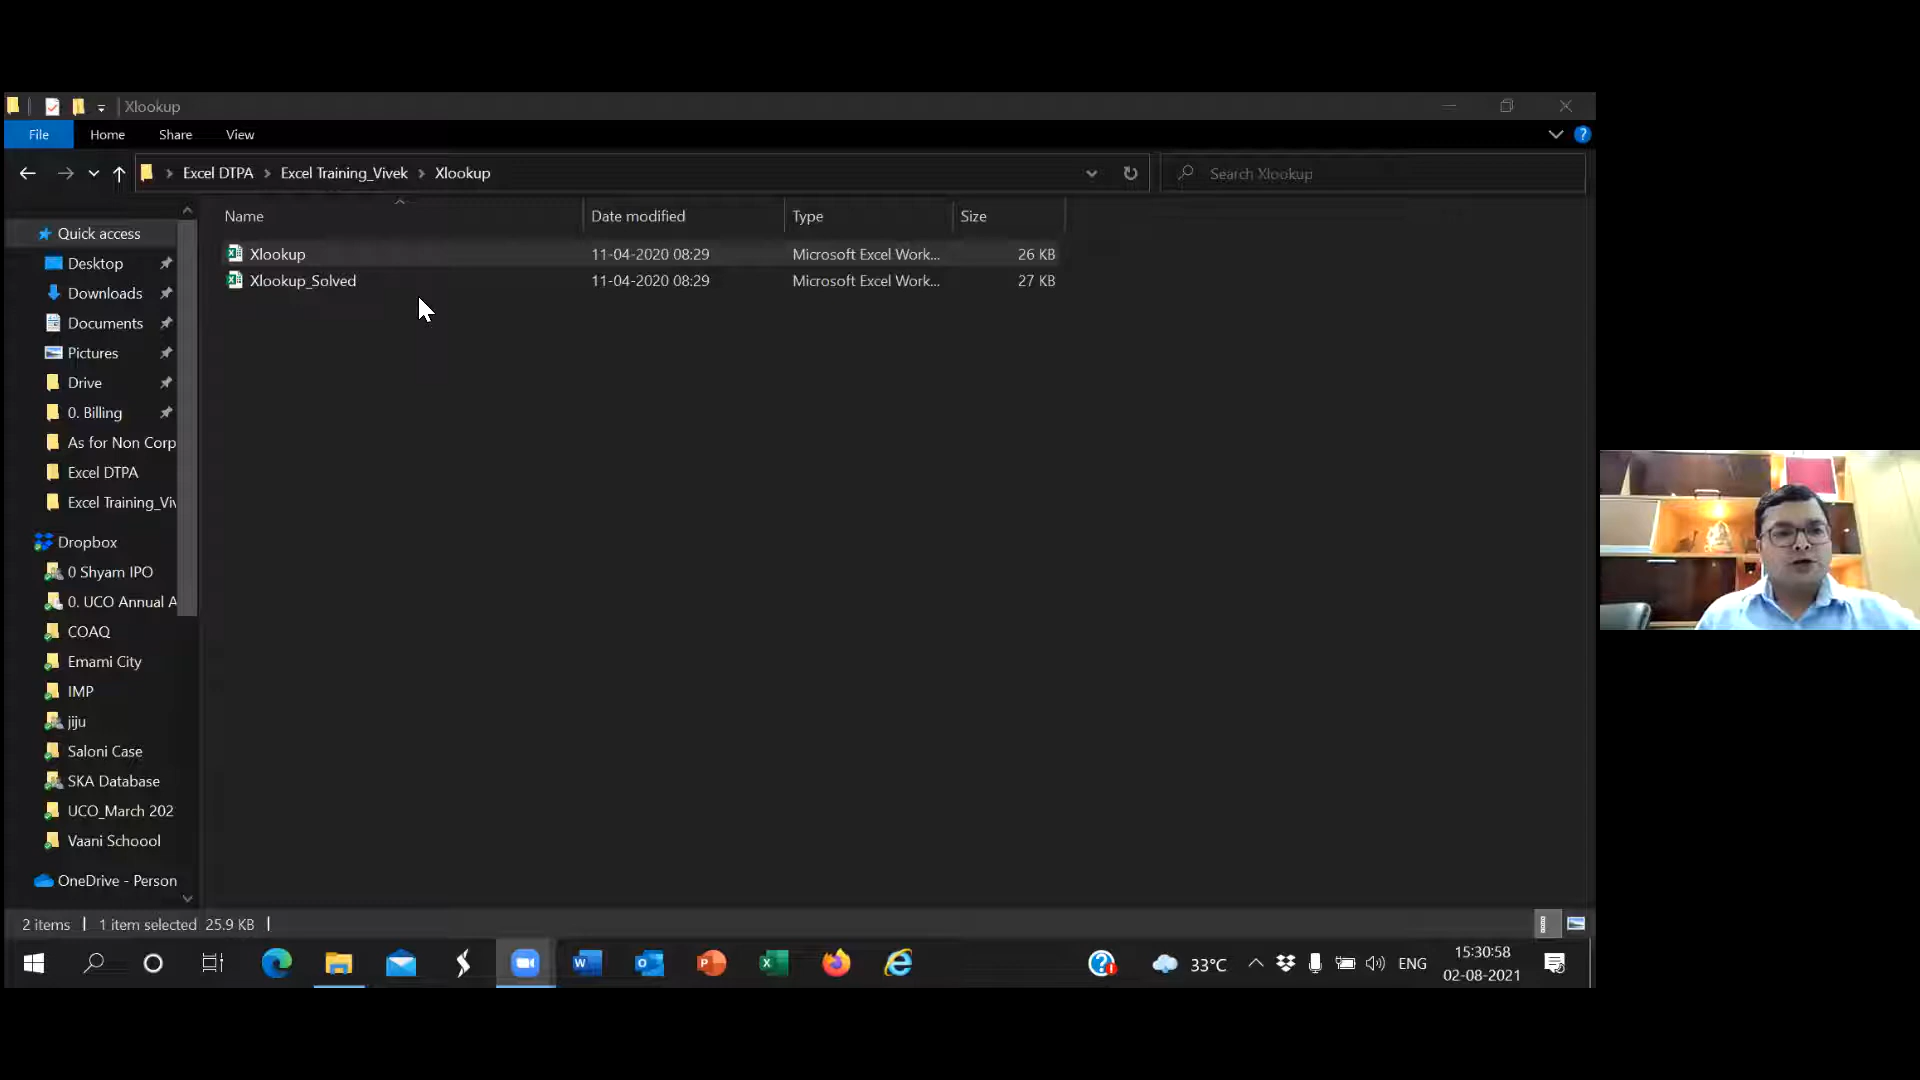 Xlookup
File Home Share View
Excel DTPA Excel Training_Vivek Xlookup
Search Xlookup
Name Date modified Type Size
Xlookup 11-04-2020 08:29 Microsoft Excel Work... 26 KB
Xlookup_Solved 11-04-2020 08:29 Microsoft Excel Work... 27 KB
Quick access
Desktop
Downloads
Documents
Pictures
Drive
0. Billing
As for Non Corp
Excel DTPA
Excel Training_Viv
Dropbox
0 Shyam IPO
0. UCO Annual A
COAQ
Emami City
IMP
jiju
Saloni Case
SKA Database
UCO_March 202
Vaani Schoool
OneDrive - Person
2 items 1 item selected 25.9 KB
33°C ENG 15:30:58
02-08-2021